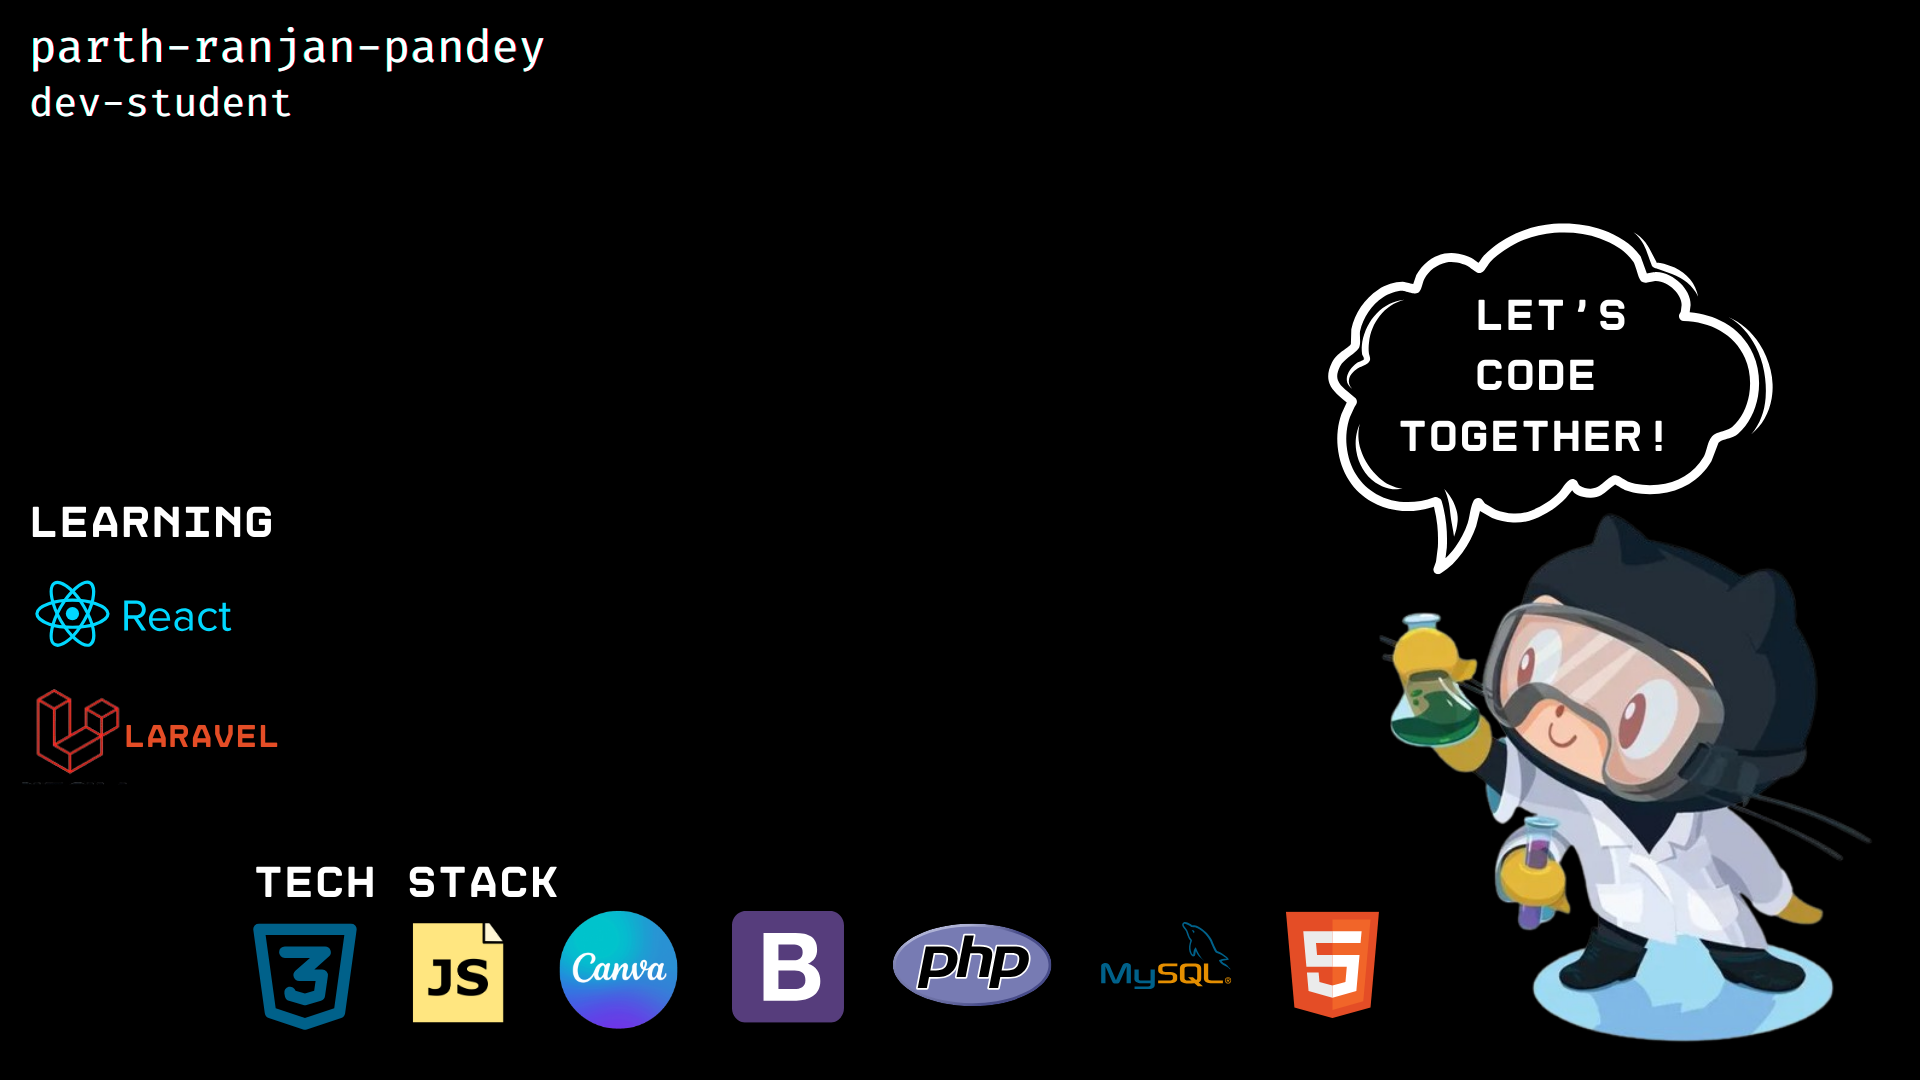 parth-ranjan-pandey
dev-student
LET'S
CODE
TOGETHER!
LEARNING
React
LARAVEL
TECH STACK
3
JS
Canva
B
php
MySQL®
5